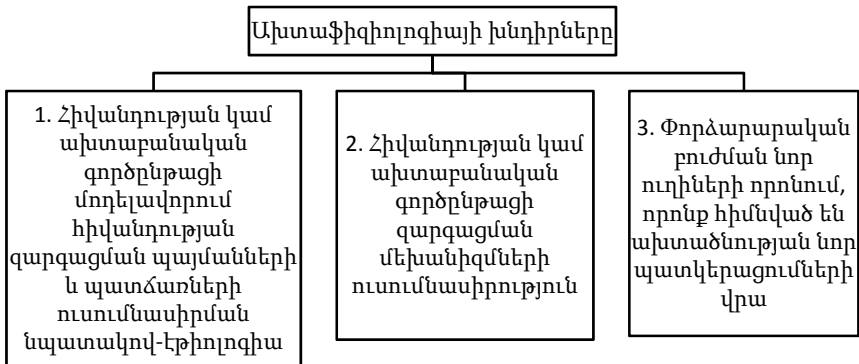 Ախտաֆիզիոլոգիայի խնդիրները
1. Հիվանդության կամ
ախտաբանական
գործընթացի
մոդելավորում
հիվանդության
զարգացման պայմանների
և պատճառների
ուսումնասիրման
նպատակով-էթիոլոգիա
2. Հիվանդության կամ
ախտաբանական
գործընթացի
զարգացման
մեխանիզմների
ուսումնասիրություն
3. Փորձարարական
բուժման նոր
ուղիների որոնում,
որոնք հիմնված են
ախտածնության նոր
պատկերացումների
վրա